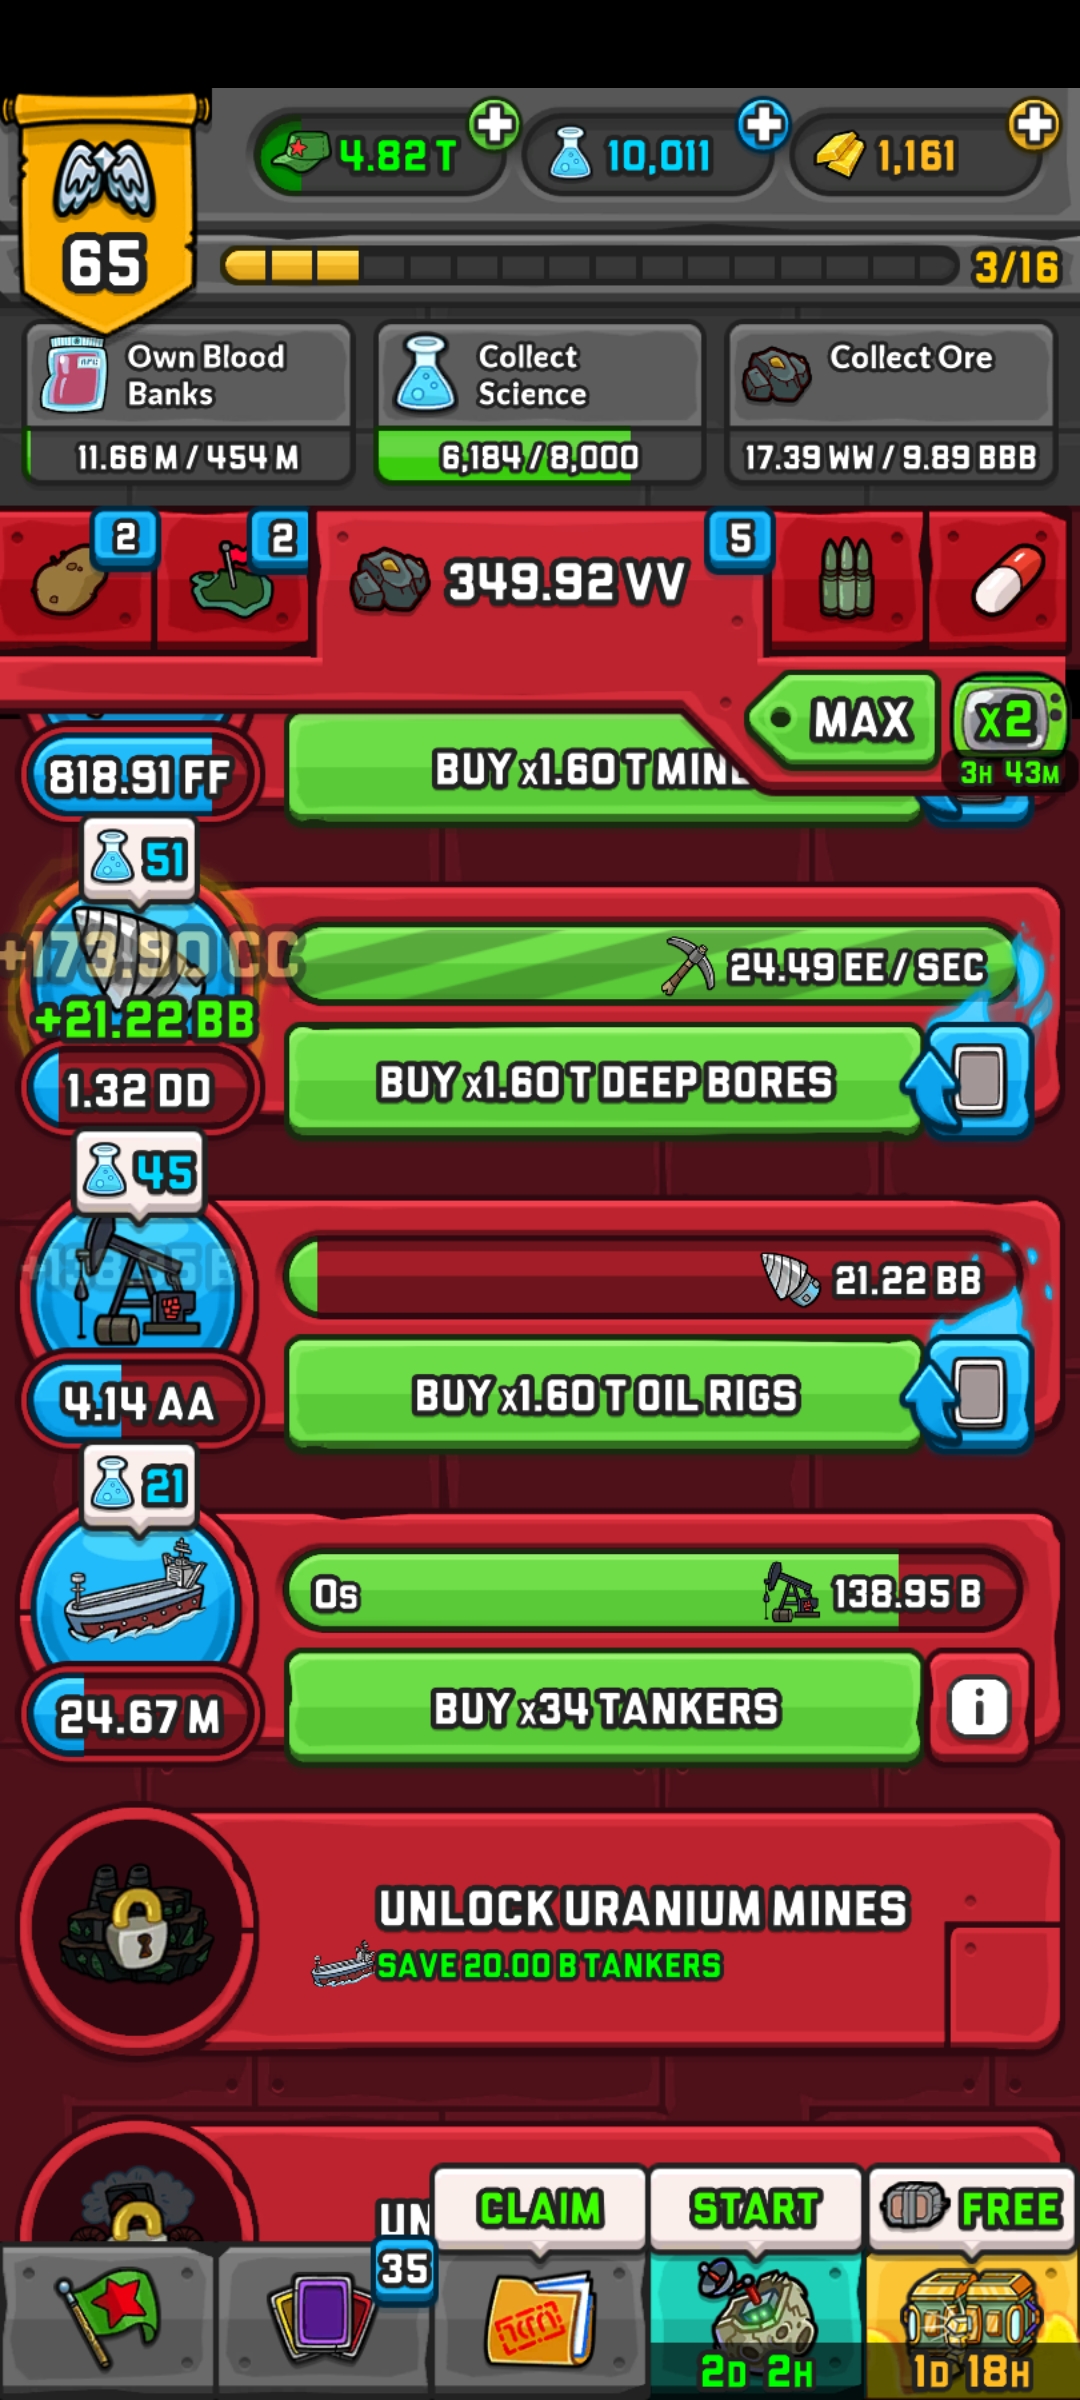 4.82 T
10,011
1,161
65
3/16
Own Blood
Banks
11.66 M / 454 M
Collect
Science
6,184 / 8,000
Collect Ore
17.39 WW / 9.89 BBB
2
2
349.92 VV
5
MAX
x2
3H 43M
818.91 FF
BUY x1.60 T
51
+173.90 CC
+21.22 BB
24.49 EE / SEC
1.32 DD
BUY x1.60 T DEEP BORES
45
21.22 BB
4.14 AA
BUY x1.60 T OIL RIGS
21
0s
138.95 B
24.67 M
BUY x34 TANKERS
i
UNLOCK URANIUM MINES
SAVE 20.00 B TANKERS
CLAIM
START
FREE
35
2D 2H
1D 18H